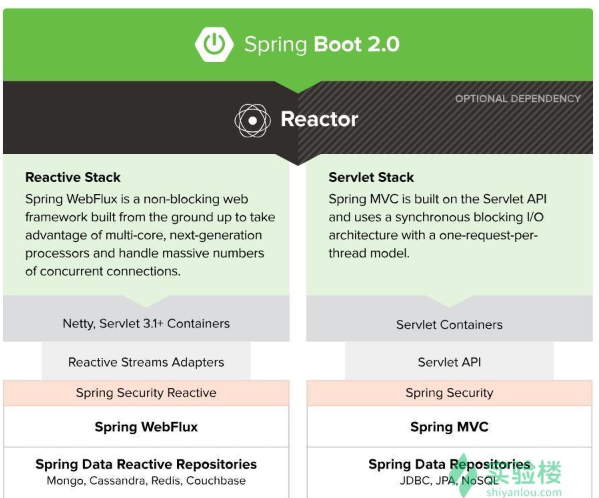 Spring Boot 2.0
OPTIONAL DEPENDENCY
Reactor
Reactive Stack
Spring WebFlux is a non-blocking web
framework built from the ground up to take
advantage of multi-core, next-generation
processors and handle massive numbers
of concurrent connections.
Servlet Stack
Spring MVC is built on the Servlet API
and uses a synchronous blocking I/O
architecture with a one-request-per-
thread model.
Netty, Servlet 3.1+ Containers
Servlet Containers
Reactive Streams Adapters
Servlet API
Spring Security Reactive
Spring Security
Spring WebFlux
Spring MVC
Spring Data Reactive Repositories
Mongo, Cassandra, Redis, Couchbase
Spring Data Repositories
JDBC, JPA, NoSQL
实验楼
shiyanlou.com